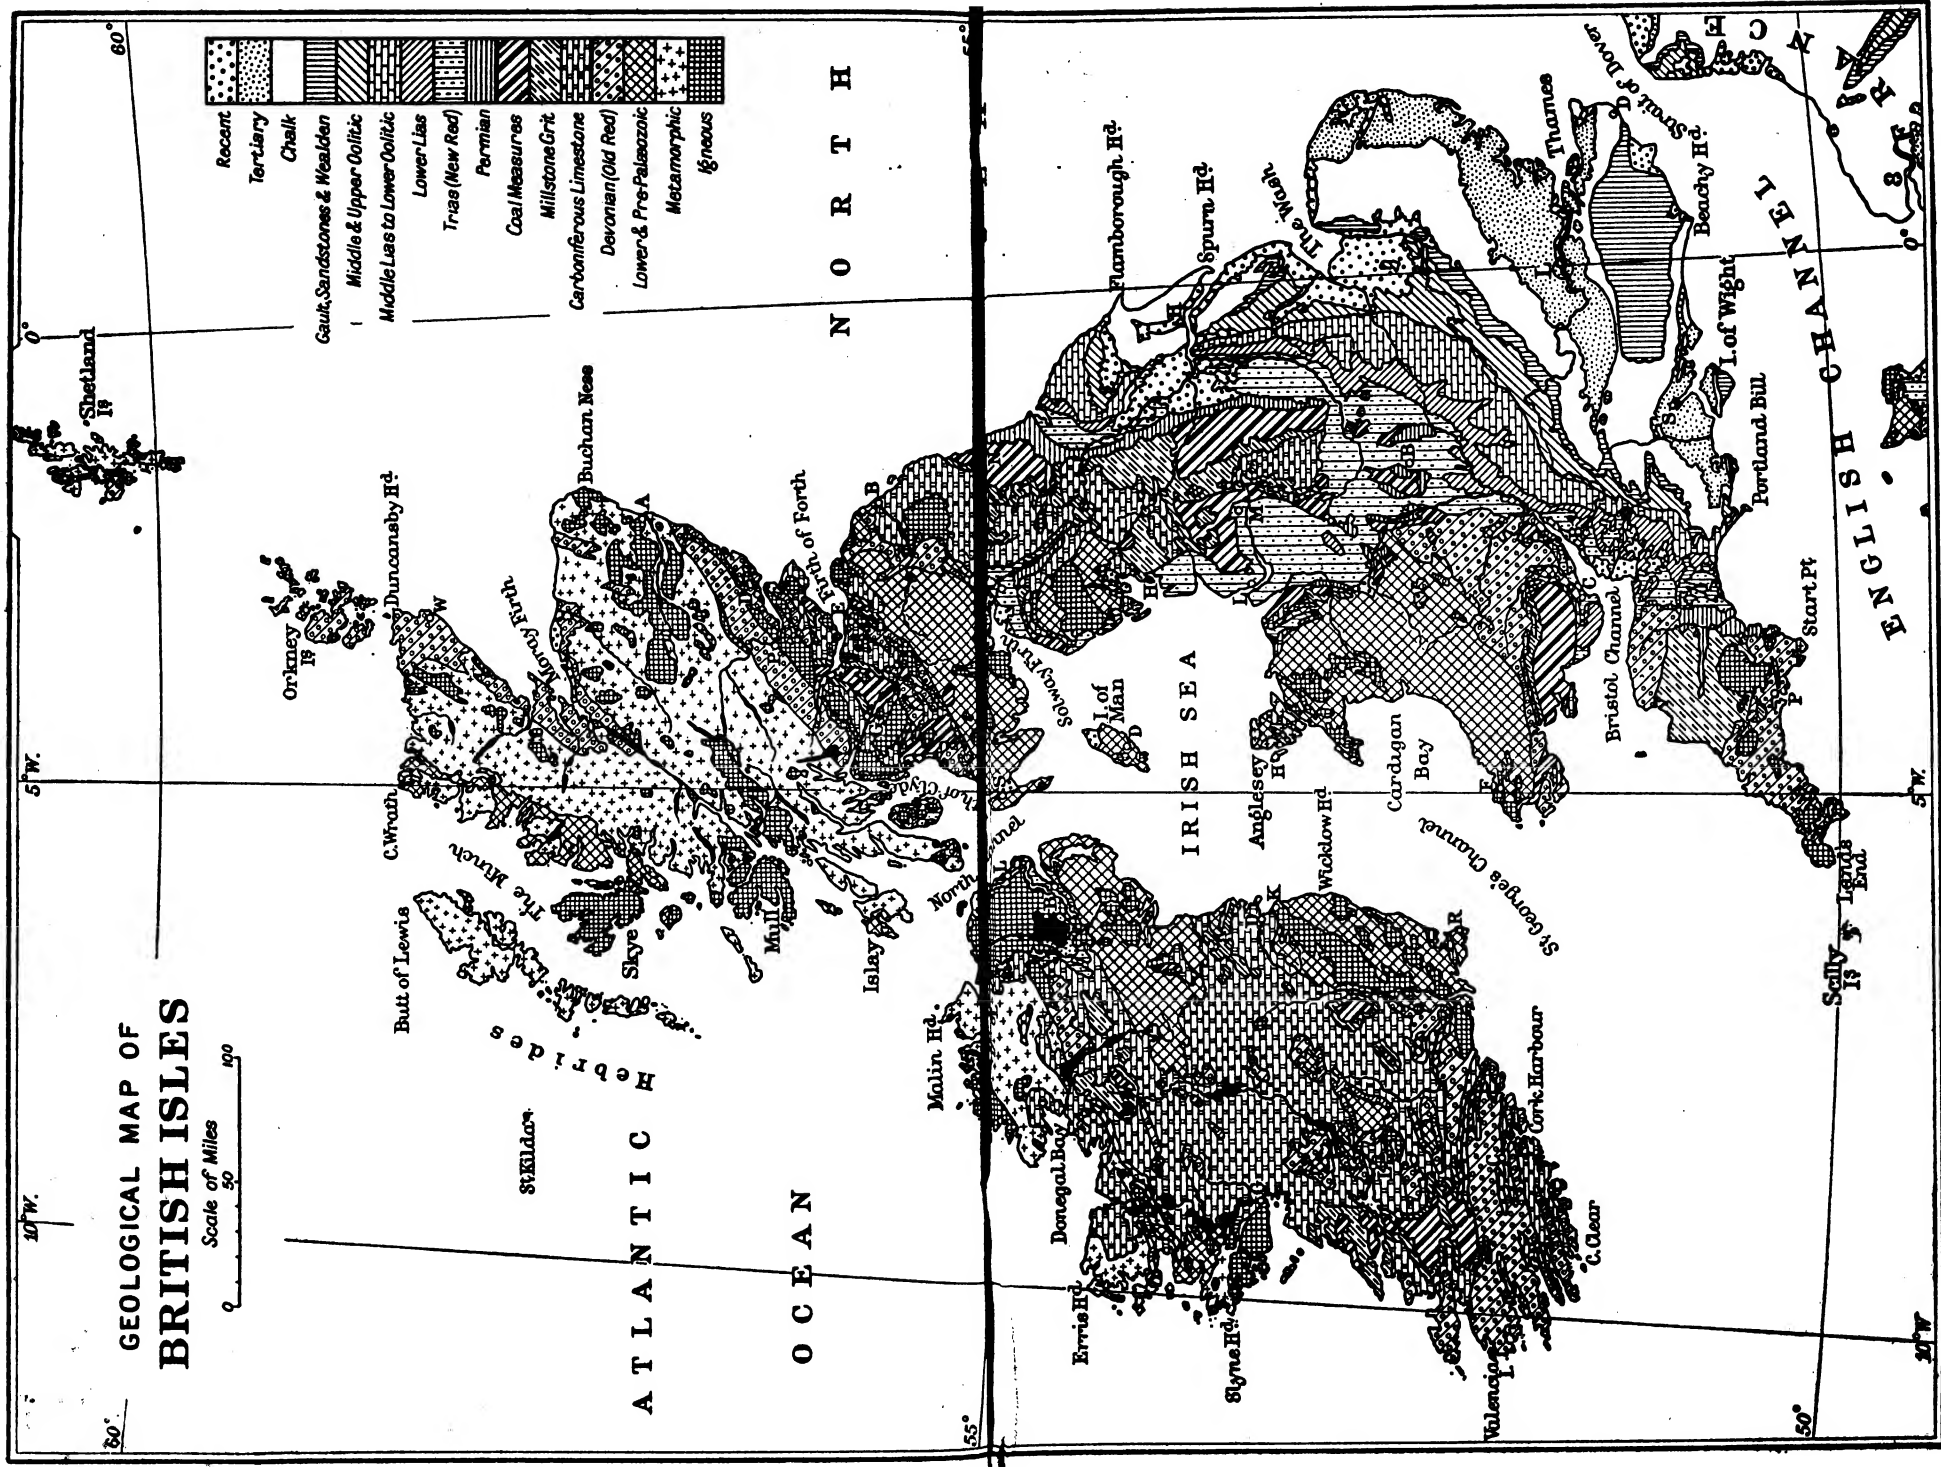 GEOLOGICAL MAP OF
BRITISH ISLES
Scale of Miles
0 50 100
Recent
Tertiary
Chalk
Gault, Sandstones & Wealden
Middle & Upper Oolitic
Middle Lias to Lower Oolitic
Lower Lias
Trias (New Red)
Permian
Coal Measures
Millstone Grit
Carboniferous Limestone
Devonian (Old Red)
Lower & Pre-Palæozoic
Metamorphic
Igneous
10°W.
5°W.
0°
60°
60°
Shetland
Is
Orkney
Is
Duncansby Hd.
W
C. Wrath
Butt of Lewis
The Minch
Moray Firth
Buchan Ness
A
Hebrides
Skye
St Kilda
Mull
Firth of Forth
E
B
Islay
ATLANTIC
OCEAN
NORTH
Malin Hd.
North
55°
55°
Solway Firth
I. of
Man
D
Donegal Bay
Erris Hd.
Slyne Hd.
IRISH SEA
Anglesey
H
K
Wicklow Hd.
Cardigan
Bay
R
St Georges Channel
Valencia
Cork Harbour
C. Clear
Flamborough Hd.
Spurn Hd.
H
The Wash
Thames
L
Strait of Dover
D
Beachy Hd.
I. of Wight
Portland Bill
S
B
C
Bristol Channel
P
Start Pt
Lands
End
Scilly
Is
ENGLISH CHANNEL
FRANCE
50°
10°W
5°W.
0°